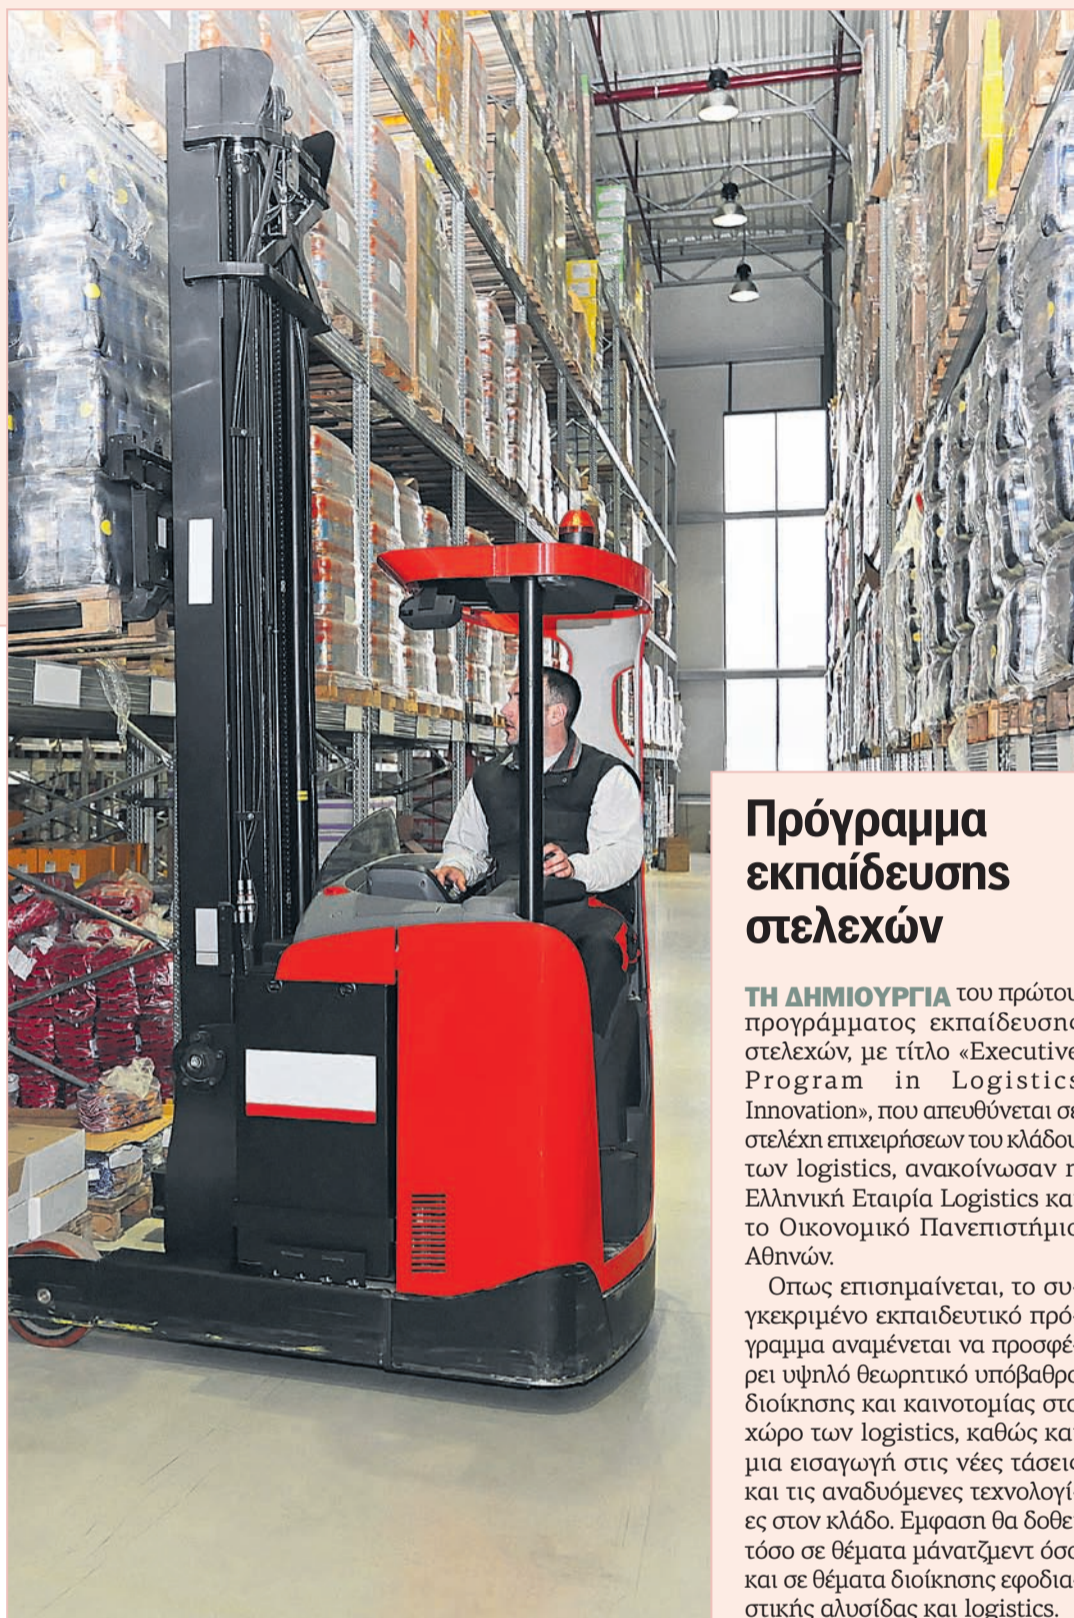 Πρόγραμμα
εκπαίδευσης
στελεχών
ΤΗ ΔΗΜΙΟΥΡΓΙΑ του πρώτου
προγράμματος εκπαίδευσης
στελεχών, με τίτλο «Executive
Program in Logistics
Innovation», που απευθύνεται σε
στελέχη επιχειρήσεων του κλάδου
των logistics, ανακοίνωσαν η
Ελληνική Εταιρία Logistics και
το Οικονομικό Πανεπιστήμιο
Αθηνών.
Οπως επισημαίνεται, το συ-
γκεκριμένο εκπαιδευτικό πρό-
γραμμα αναμένεται να προσφέ-
ρει υψηλό θεωρητικό υπόβαθρο
διοίκησης και καινοτομίας στο
χώρο των logistics, καθώς και
μια εισαγωγή στις νέες τάσεις
και τις αναδυόμενες τεχνολογί-
ες στον κλάδο. Εμφαση θα δοθεί
τόσο σε θέματα μάνατζμεντ όσο
και σε θέματα διοίκησης εφοδια-
στικής αλυσίδας και logistics.